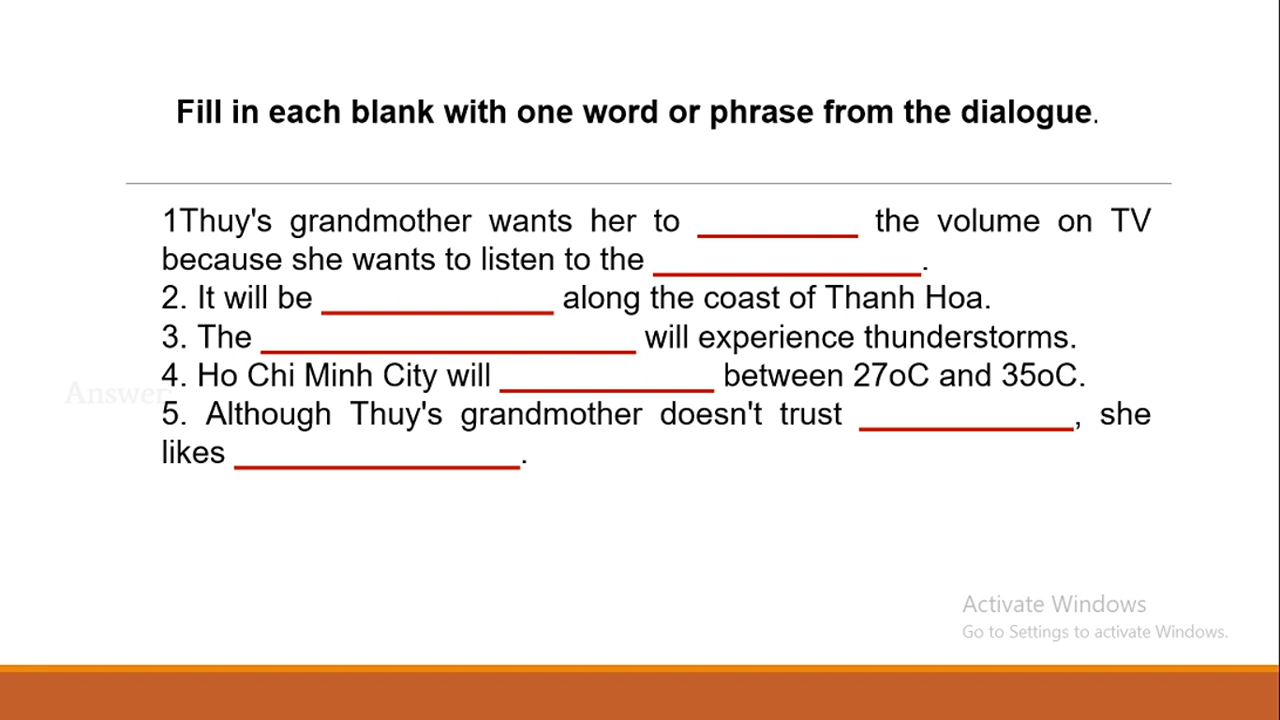 Fill in each blank with one word or phrase from the dialogue.
1Thuy's grandmother wants her to __________ the volume on TV
because she wants to listen to the ________________.
2. It will be ______________ along the coast of Thanh Hoa.
3. The ______________________ will experience thunderstorms.
4. Ho Chi Minh City will _____________ between 27oC and 35oC.
Answer
5. Although Thuy's grandmother doesn't trust _____________, she
likes _________________.
Activate Windows
Go to Settings to activate Windows.